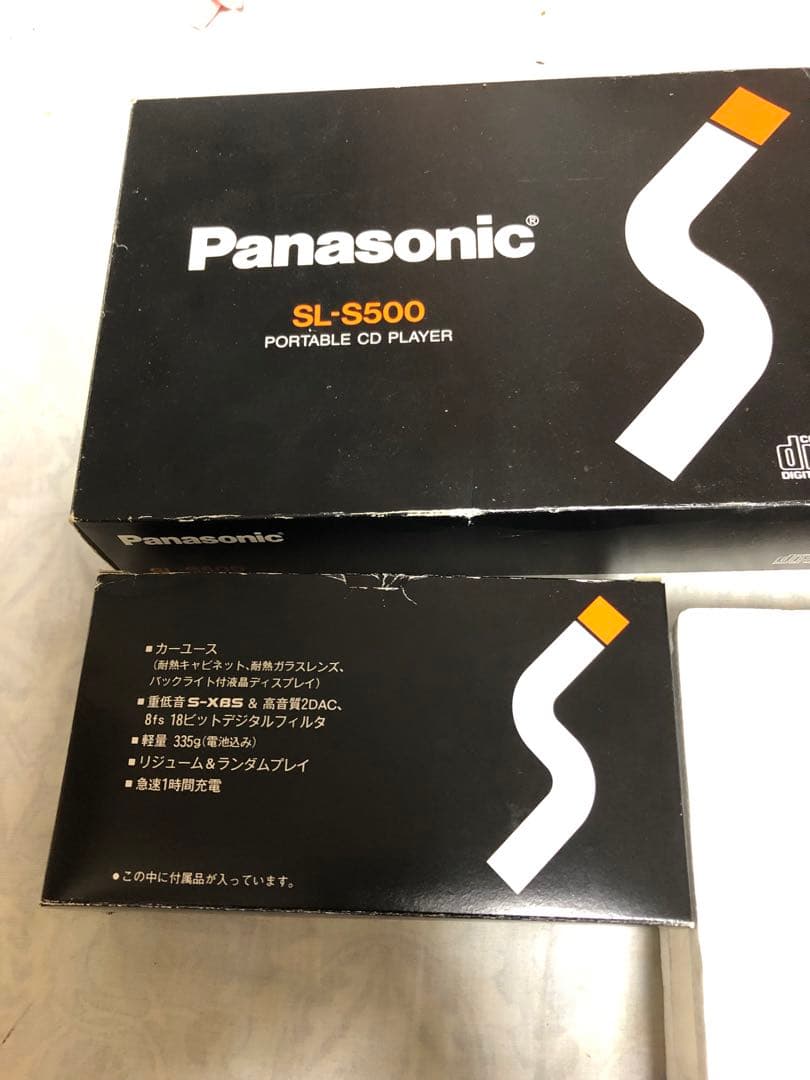 Panasonic®
SL-S500
PORTABLE CD PLAYER
Panasonic
SL-S500
■カーユース
(耐熱キャビネット、耐熱ガラスレンズ、
バックライト付液晶ディスプレイ)
■重低音S-XBS & 高音質2DAC、
8fs 18ビットデジタルフィルタ
■軽量 335g(電池込み)
■リジューム&ランダムプレイ
■急速1時間充電
●この中に付属品が入っています。